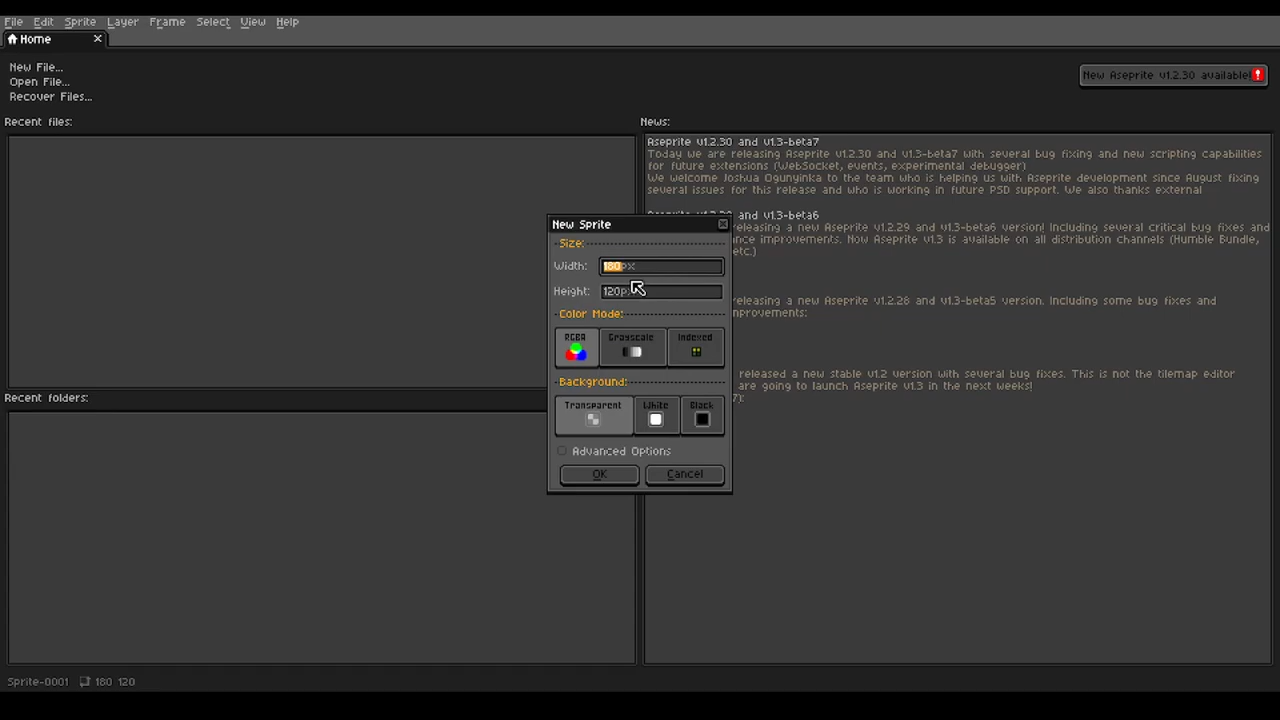 File Edit Sprite Layer Frame Select View Help
Home
New File...
Open File...
Recover Files...
New Aseprite v1.2.30 available!
Recent files:
News:
Aseprite v1.2.30 and v1.3-beta7
Today we are releasing Aseprite v1.2.30 and v1.3-beta7 with several bug fixing and new scripting capabilities
for future extensions (WebSocket, events, experimental debugger)
We welcome Joshua Ogunyinka to the team who is helping us with Aseprite development since August fixing
several issues for this release and who is working in future PSD support. We also thanks external
and v1.3-beta6
releasing a new Aseprite v1.2.29 and v1.3-beta6 version! Including several critical bug fixes and
improvements. Now Aseprite v1.3 is available on all distribution channels (Humble Bundle,
etc.)
releasing a new Aseprite v1.2.28 and v1.3-beta5 version. Including some bug fixes and
improvements:
released a new stable v1.2 version with several bug fixes. This is not the tilemap editor
are going to launch Aseprite v1.3 in the next weeks!
7):
New Sprite
Size:
Width: 180px
Height: 120px
Color Mode:
RGBA Grayscale Indexed
Background:
Transparent White Black
Advanced Options
OK Cancel
Recent folders:
Sprite-0001 180 120